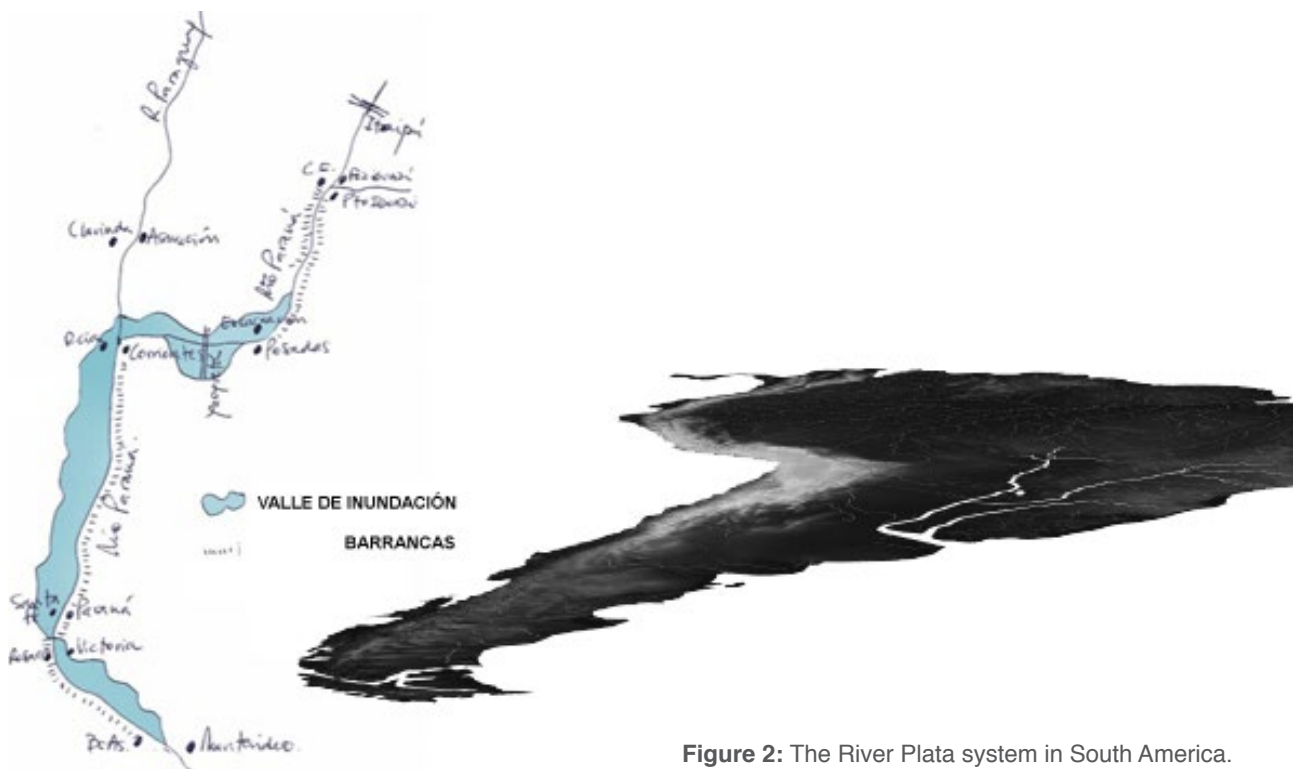 R. Paraguay
Itaipú
C.E.
Pto Iguazú
Clorinda
Asunción
Río Paraná
Encarnación
Rcia
Corrientes
Posadas
Yacyretá
Río Paraná
VALLE DE INUNDACIÓN
BARRANCAS
Santa Fe
Paraná
Victoria
Rosario
Bs.As.
Montevideo
Figure 2: The River Plata system in South America.